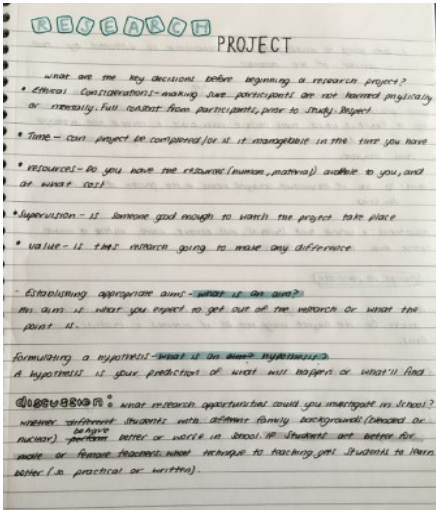 RESEARCH
PROJECT
what are the key decisions before beginning a research project?
• Ethical Considerations - making sure participants are not harmed physically
or mentally. Full consent from participants, prior to study. Respect
• Time - can project be completed/or is it manageable in the time you have
• resources - Do you have the resources (human, material) available to you, and
at what cost
• Supervision - is someone good enough to watch the project take place
• value - is this research going to make any difference
- Establishing appropriate aims - what is an aim?
An aim is what you expect to get out of the research or what the
point is.
formulating a hypothesis - what is an aim? hypothesis?
A hypothesis is your prediction of what will happen or what'll find
discussion: what research opportunities could you investigate in School?
whether different students with different family backgrounds (blended or
nuclear) perform behave better or worse in school. If students act better for
male or female teachers. what technique to teaching gets students to learn
better (so practical or written).